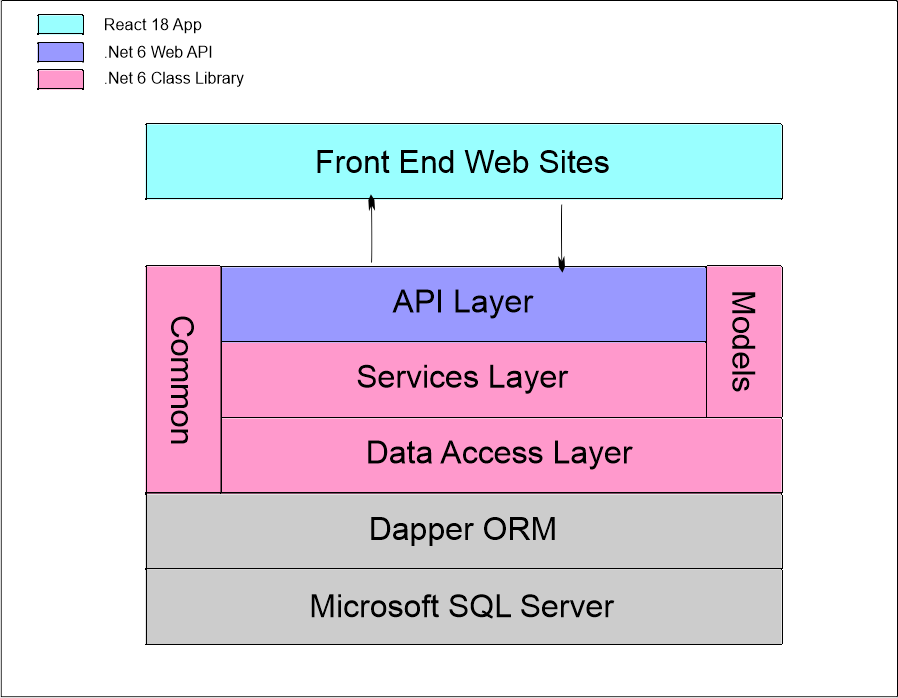 React 18 App
.Net 6 Web API
.Net 6 Class Library
Front End Web Sites
Common
API Layer
Models
Services Layer
Data Access Layer
Dapper ORM
Microsoft SQL Server